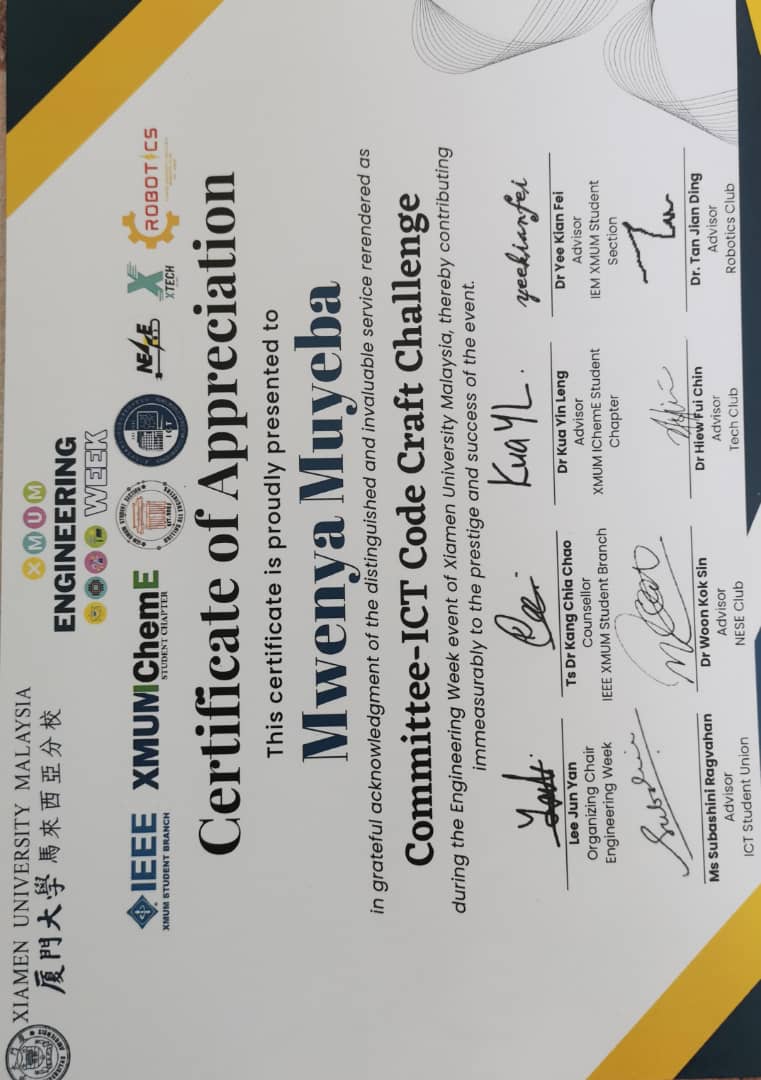 XIAMEN UNIVERSITY MALAYSIA
厦門大學 馬來西亞分校
XMUM
ENGINEERING
WEEK
IEEE
XMUM STUDENT BRANCH
XMUMIChemE
STUDENT CHAPTER
ICT
NESE
XTECH
ROBOTICS
Certificate of Appreciation
This certificate is proudly presented to
Mwenya Muyeba
in grateful acknowledgment of the distinguished and invaluable service rerendered as
Committee-ICT Code Craft Challenge
during the Engineering Week event of Xiamen University Malaysia, thereby contributing
immeasurably to the prestige and success of the event.
Kua YL.
yeekianfei
Lee Jun Yan
Organizing Chair
Engineering Week
Ts Dr Kang Chia Chao
Counsellor
IEEE XMUM Student Branch
Dr Kua Yin Leng
Advisor
XMUM IChemE Student
Chapter
Dr Yee Kian Fei
Advisor
IEM XMUM Student
Section
Ms Subashini Ragvahan
Advisor
ICT Student Union
Dr Woon Kok Sin
Advisor
NESE Club
Dr Hiew Fui Chin
Advisor
Tech Club
Dr. Tan Jian Ding
Advisor
Robotics Club